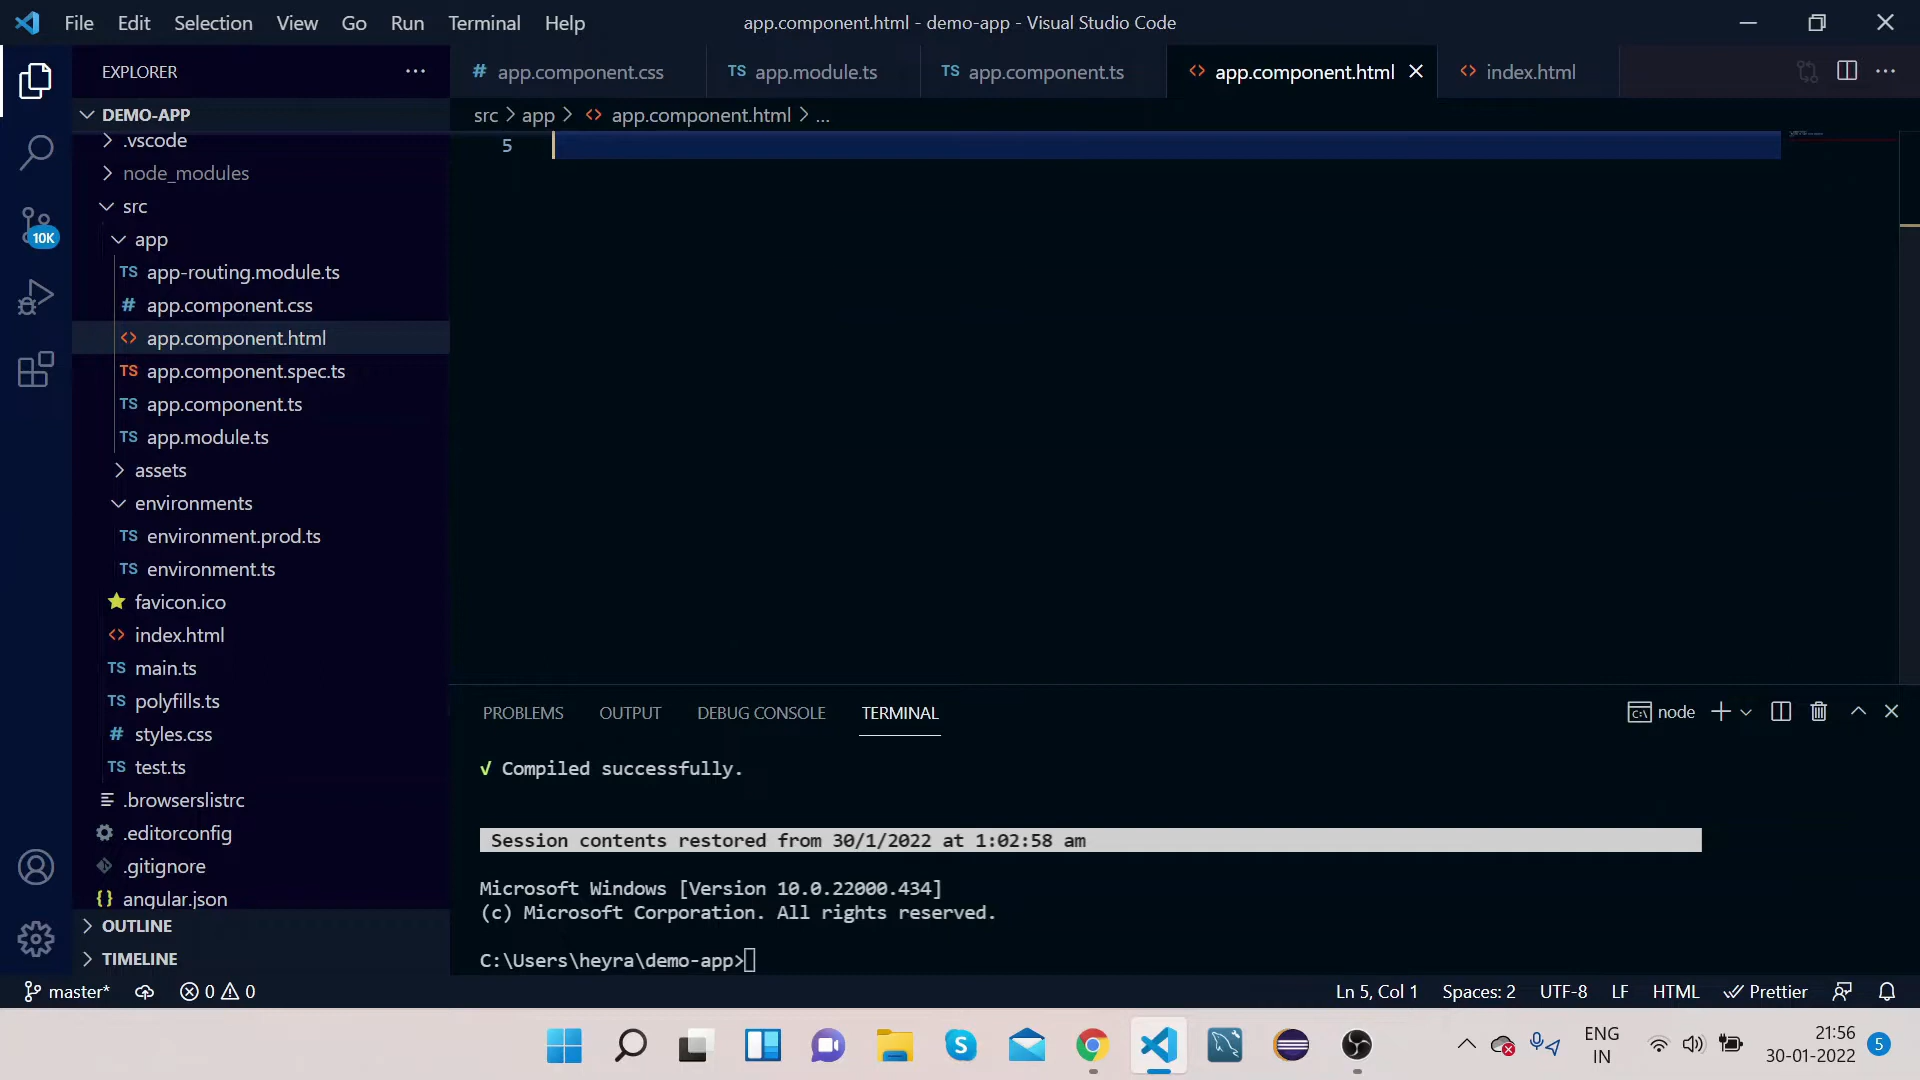 File Edit Selection View Go Run Terminal Help
app.component.html - demo-app - Visual Studio Code
EXPLORER
DEMO-APP
.vscode
node_modules
src
app
TS app-routing.module.ts
# app.component.css
<> app.component.html
TS app.component.spec.ts
TS app.component.ts
TS app.module.ts
assets
environments
TS environment.prod.ts
TS environment.ts
favicon.ico
<> index.html
TS main.ts
TS polyfills.ts
# styles.css
TS test.ts
.browserslistrc
.editorconfig
.gitignore
{} angular.json
OUTLINE
TIMELINE
10K
# app.component.css
TS app.module.ts
TS app.component.ts
<> app.component.html
<> index.html
src > app > <> app.component.html > ...
5
PROBLEMS OUTPUT DEBUG CONSOLE TERMINAL
node
√ Compiled successfully.
Session contents restored from 30/1/2022 at 1:02:58 am
Microsoft Windows [Version 10.0.22000.434]
(c) Microsoft Corporation. All rights reserved.
C:\Users\heyra\demo-app>
master* 0 0
Ln 5, Col 1 Spaces: 2 UTF-8 LF HTML Prettier
ENG
IN
21:56
30-01-2022
5